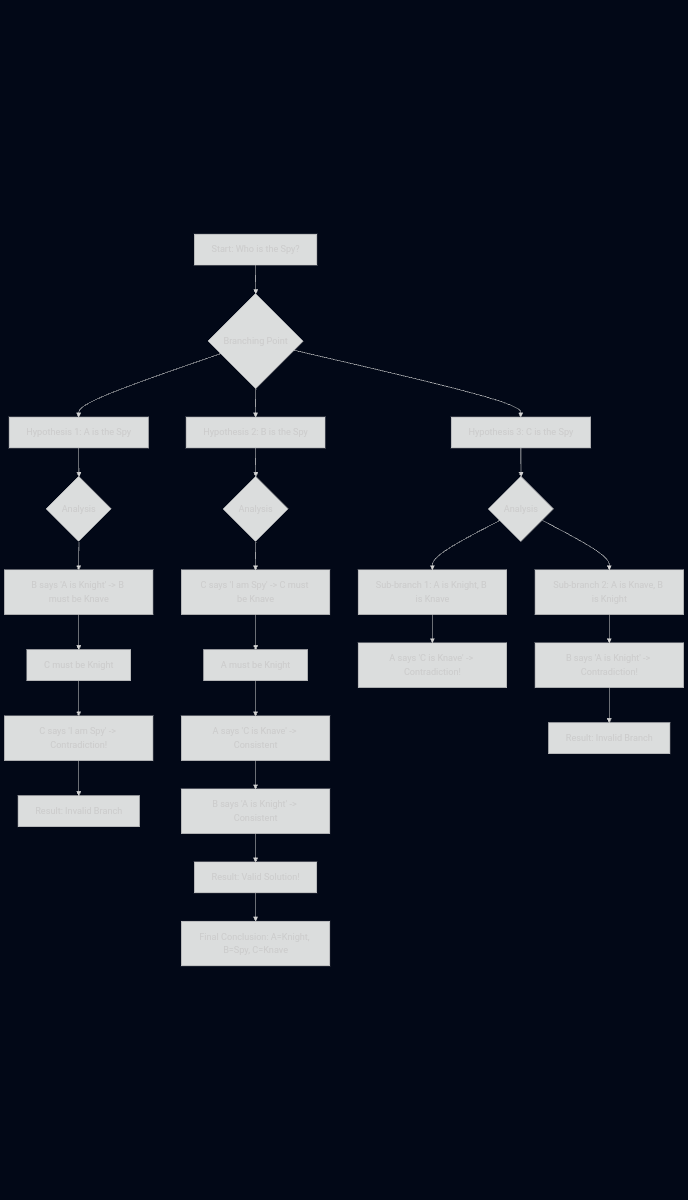 Start: Who is the Spy?
Branching Point
Hypothesis 1: A is the Spy
Hypothesis 2: B is the Spy
Hypothesis 3: C is the Spy
Analysis
Analysis
Analysis
B says 'A is Knight' -> B
must be Knave
C says 'I am Spy' -> C must
be Knave
Sub-branch 1: A is Knight, B
is Knave
Sub-branch 2: A is Knave, B
is Knight
C must be Knight
A must be Knight
A says 'C is Knave' ->
Contradiction!
B says 'A is Knight' ->
Contradiction!
C says 'I am Spy' ->
Contradiction!
A says 'C is Knave' ->
Consistent
Result: Invalid Branch
Result: Invalid Branch
B says 'A is Knight' ->
Consistent
Result: Valid Solution!
Final Conclusion: A=Knight,
B=Spy, C=Knave